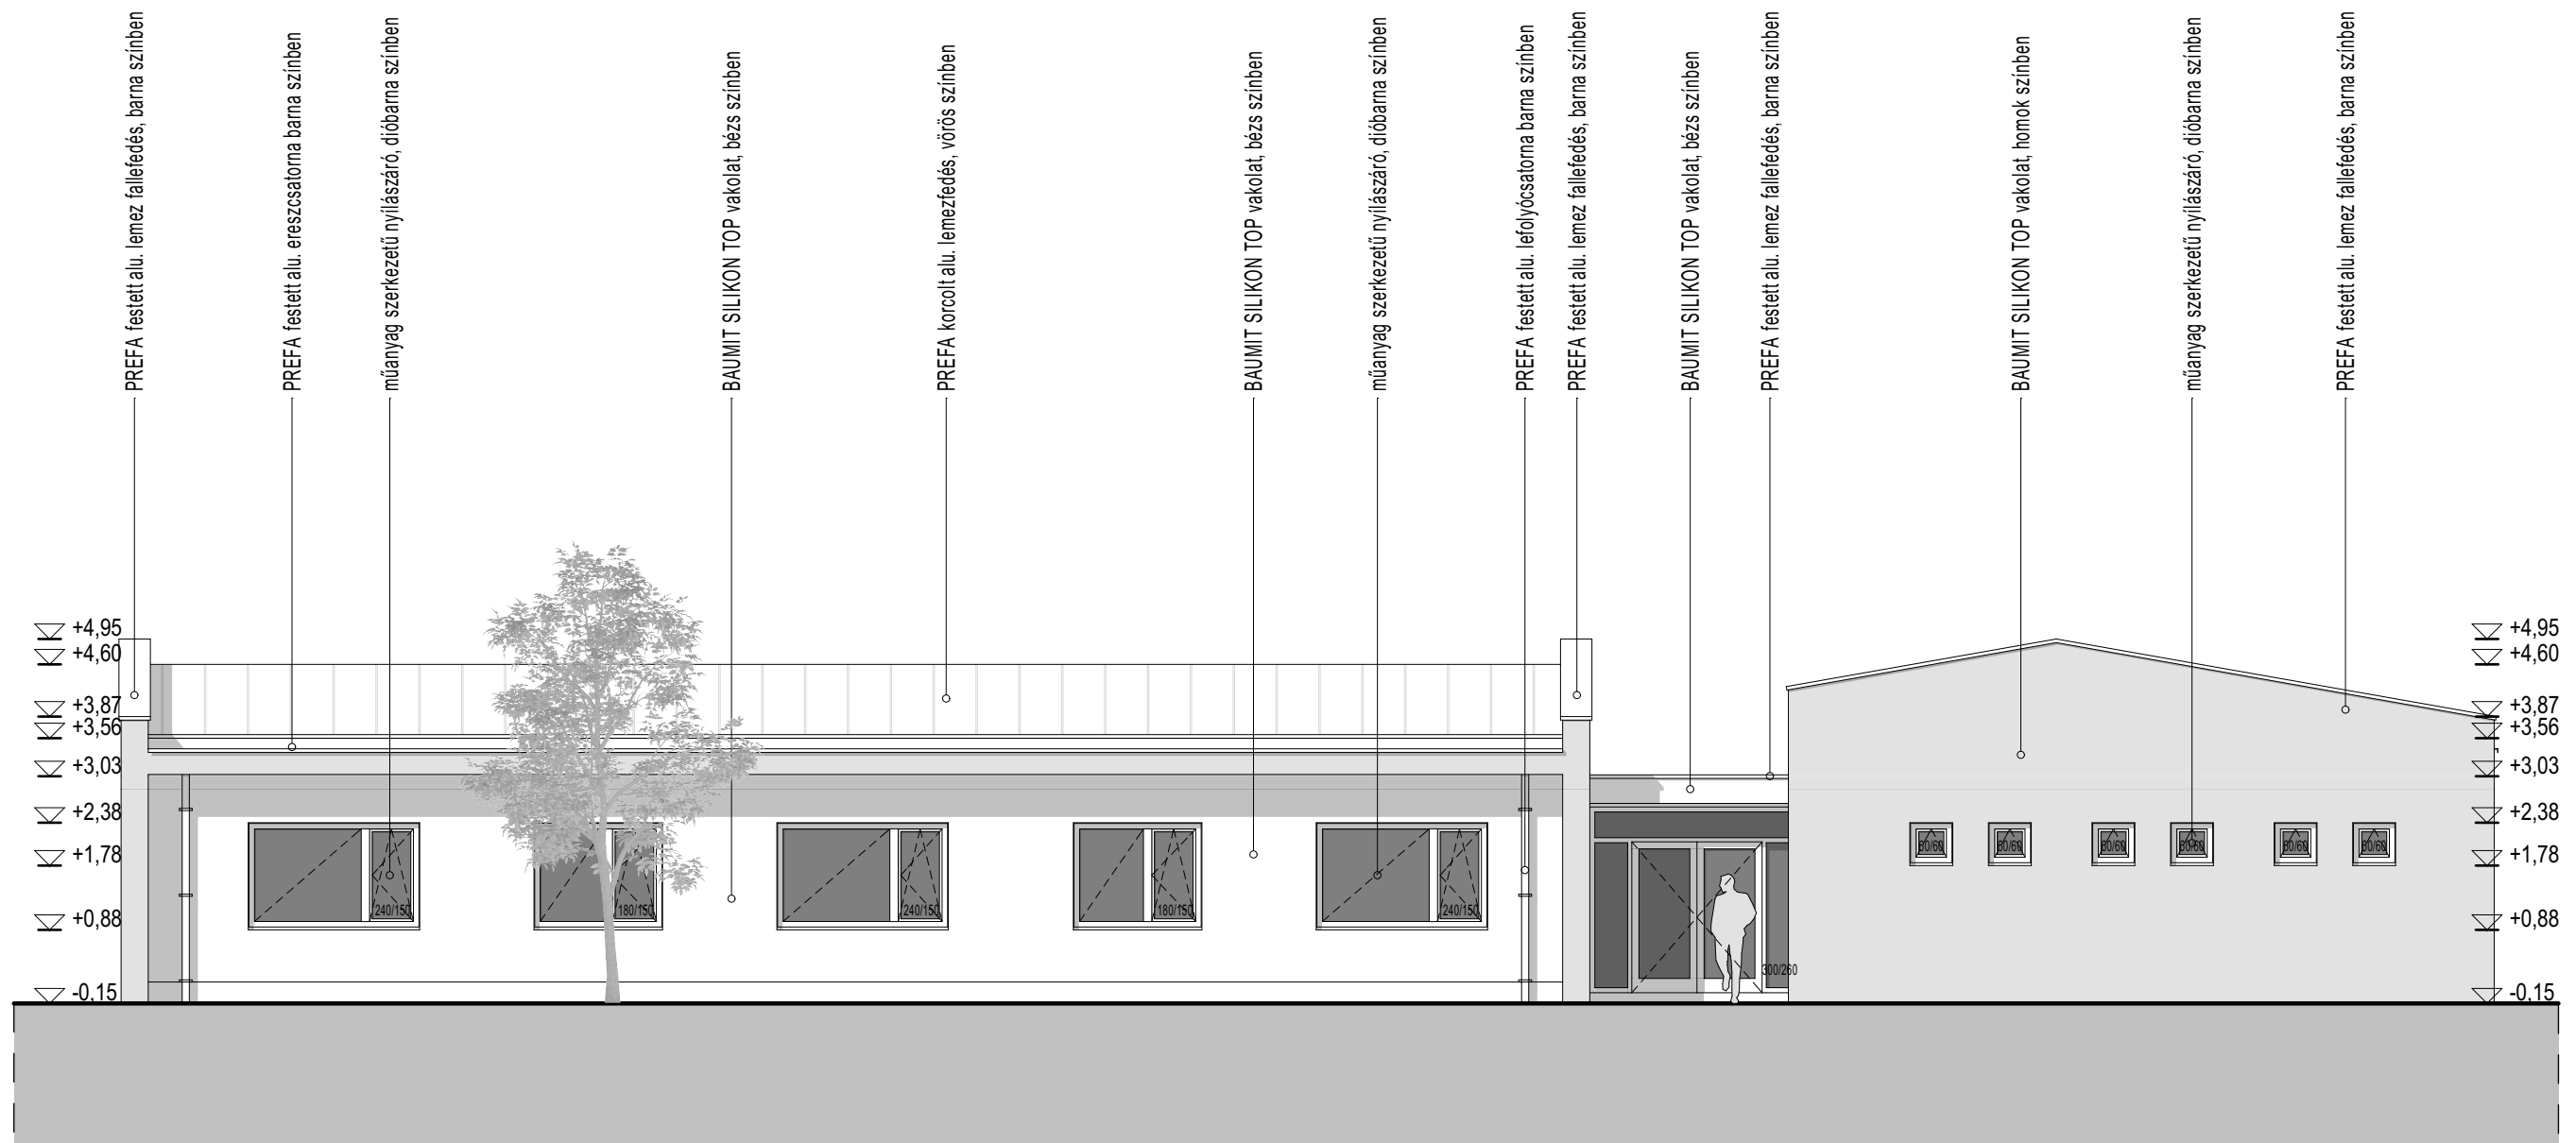 PREFA festett alu. lemez fallefedés, barna színben
PREFA festett alu. ereszcsatorna barna színben
műanyag szerkezetű nyílászáró, dióbarna színben
BAUMIT SILIKON TOP vakolat, bézs színben
PREFA korcolt alu. lemezfedés, vörös színben
BAUMIT SILIKON TOP vakolat, bézs színben
műanyag szerkezetű nyílászáró, dióbarna színben
PREFA festett alu. lefolyócsatorna barna színben
PREFA festett alu. lemez fallefedés, barna színben
BAUMIT SILIKON TOP vakolat, bézs színben
PREFA festett alu. lemez fallefedés, barna színben
BAUMIT SILIKON TOP vakolat, homok színben
műanyag szerkezetű nyílászáró, dióbarna színben
PREFA festett alu. lemez fallefedés, barna színben
+4,95
+4,60
+3,87
+3,56
+3,03
+2,38
+1,78
+0,88
-0,15
240/150
180/150
240/150
180/150
240/150
300/260
60/60
60/60
60/60
60/60
60/60
60/60
+4,95
+4,60
+3,87
+3,56
+3,03
+2,38
+1,78
+0,88
-0,15